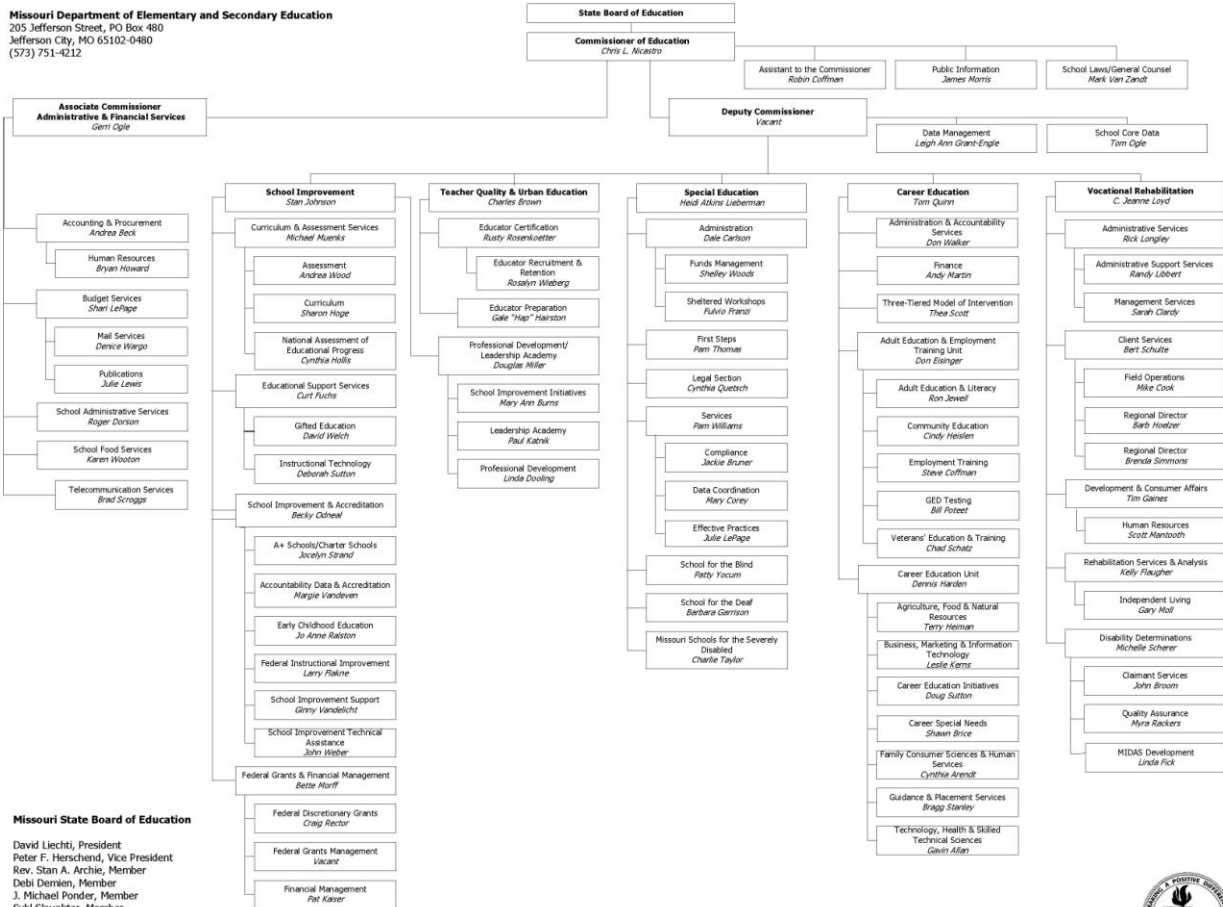 Missouri Department of Elementary and Secondary Education
205 Jefferson Street, PO Box 480
Jefferson City, MO 65102-0480
(573) 751-4212
State Board of Education
Commissioner of Education
Chris L. Nicastro
Assistant to the Commissioner
Robin Coffman
Public Information
James Morris
School Laws/General Counsel
Mark Van Zandt
Associate Commissioner
Administrative & Financial Services
Gerri Ogle
Deputy Commissioner
Vacant
Data Management
Leigh Ann Grant-Engle
School Core Data
Tom Ogle
Accounting & Procurement
Andrea Beck
Human Resources
Bryan Howard
Budget Services
Shari LePage
Mail Services
Denice Wargo
Publications
Julie Lewis
School Administrative Services
Roger Dorson
School Food Services
Karen Wooton
Telecommunication Services
Brad Scroggs
School Improvement
Stan Johnson
Curriculum & Assessment Services
Michael Muenks
Assessment
Andrea Wood
Curriculum
Sharon Hoge
National Assessment of
Educational Progress
Cynthia Hollis
Educational Support Services
Curt Fuchs
Gifted Education
David Welch
Instructional Technology
Deborah Sutton
School Improvement & Accreditation
Becky Odneal
A+ Schools/Charter Schools
Jocelyn Strand
Accountability Data & Accreditation
Margie Vandeven
Early Childhood Education
Jo Anne Ralston
Federal Instructional Improvement
Larry Flakne
School Improvement Support
Ginny Vandelicht
School Improvement Technical
Assistance
John Weber
Federal Grants & Financial Management
Bette Morff
Federal Discretionary Grants
Craig Rector
Federal Grants Management
Vacant
Financial Management
Pat Kaiser
Teacher Quality & Urban Education
Charles Brown
Educator Certification
Rusty Rosenkoetter
Educator Recruitment &
Retention
Rosalyn Wieberg
Educator Preparation
Gale "Hap" Hairston
Professional Development/
Leadership Academy
Douglas Miller
School Improvement Initiatives
Mary Ann Burns
Leadership Academy
Paul Katnik
Professional Development
Linda Dooling
Special Education
Heidi Atkins Lieberman
Administration
Dale Carlson
Funds Management
Shelley Woods
Sheltered Workshops
Fulvio Franzi
First Steps
Pam Thomas
Legal Section
Cynthia Quetsch
Services
Pam Williams
Compliance
Jackie Bruner
Data Coordination
Mary Corey
Effective Practices
Julie LePage
School for the Blind
Patty Yocum
School for the Deaf
Barbara Garrison
Missouri Schools for the Severely
Disabled
Charlie Taylor
Career Education
Tom Quinn
Administration & Accountability
Services
Don Walker
Finance
Andy Martin
Three-Tiered Model of Intervention
Thea Scott
Adult Education & Employment
Training Unit
Don Eisinger
Adult Education & Literacy
Ron Jewell
Community Education
Cindy Heislen
Employment Training
Steve Coffman
GED Testing
Bill Poteet
Veterans' Education & Training
Chad Schatz
Career Education Unit
Dennis Harden
Agriculture, Food & Natural
Resources
Terry Heiman
Business, Marketing & Information
Technology
Leslie Kerns
Career Education Initiatives
Doug Sutton
Career Special Needs
Shawn Brice
Family Consumer Sciences & Human
Services
Cynthia Arendt
Guidance & Placement Services
Bragg Stanley
Technology, Health & Skilled
Technical Sciences
Gavin Allan
Vocational Rehabilitation
C. Jeanne Loyd
Administrative Services
Rick Longley
Administrative Support Services
Randy Libbert
Management Services
Sarah Clardy
Client Services
Bert Schulte
Field Operations
Mike Cook
Regional Director
Barb Hoelzer
Regional Director
Brenda Simmons
Development & Consumer Affairs
Tim Gaines
Human Resources
Scott Mantooth
Rehabilitation Services & Analysis
Kelly Flaugher
Independent Living
Gary Moll
Disability Determinations
Michelle Scherer
Claimant Services
John Broom
Quality Assurance
Myra Rackers
MIDAS Development
Linda Fick
Missouri State Board of Education
David Liechti, President
Peter F. Herschend, Vice President
Rev. Stan A. Archie, Member
Debi Demien, Member
J. Michael Ponder, Member
MAKING A POSITIVE